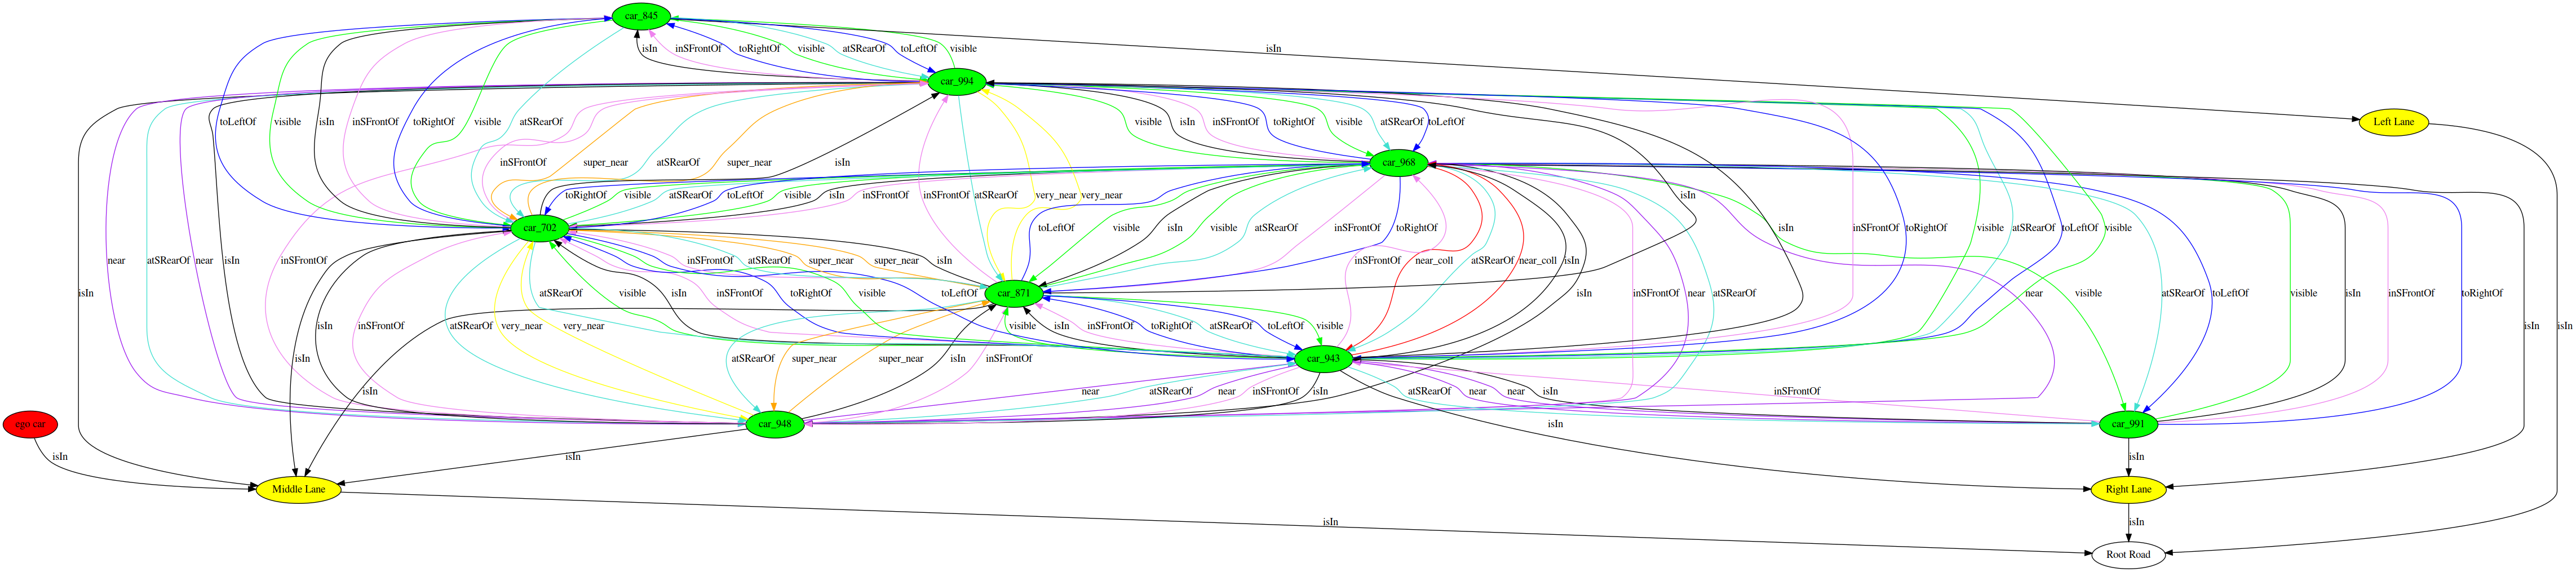 car_845
isIn
inSFrontOf
toRightOf
visible
atSRearOf
toLeftOf
visible
isIn
car_994
toLeftOf
visible
isIn
inSFrontOf
toRightOf
visible
atSRearOf
visible
isIn
inSFrontOf
toRightOf
visible
atSRearOf
toLeftOf
Left Lane
inSFrontOf
super_near
atSRearOf
super_near
isIn
car_968
toRightOf
visible
atSRearOf
toLeftOf
visible
isIn
inSFrontOf
inSFrontOf
atSRearOf
very_near
very_near
isIn
car_702
toLeftOf
visible
isIn
visible
atSRearOf
inSFrontOf
toRightOf
isIn
inSFrontOf
toRightOf
visible
atSRearOf
toLeftOf
visible
near
atSRearOf
near
isIn
inSFrontOf
inSFrontOf
atSRearOf
super_near
super_near
isIn
inSFrontOf
near_coll
atSRearOf
near_coll
isIn
isIn
atSRearOf
visible
isIn
inSFrontOf
toRightOf
visible
toLeftOf
car_871
isIn
inSFrontOf
near
atSRearOf
near
visible
atSRearOf
toLeftOf
visible
isIn
inSFrontOf
toRightOf
isIn
inSFrontOf
atSRearOf
very_near
very_near
visible
isIn
inSFrontOf
toRightOf
atSRearOf
toLeftOf
visible
isIn
isIn
isIn
atSRearOf
super_near
super_near
isIn
inSFrontOf
car_943
isIn
near
atSRearOf
near
inSFrontOf
isIn
atSRearOf
near
near
isIn
inSFrontOf
ego car
car_948
isIn
car_991
isIn
isIn
isIn
Middle Lane
Right Lane
isIn
isIn
Root Road